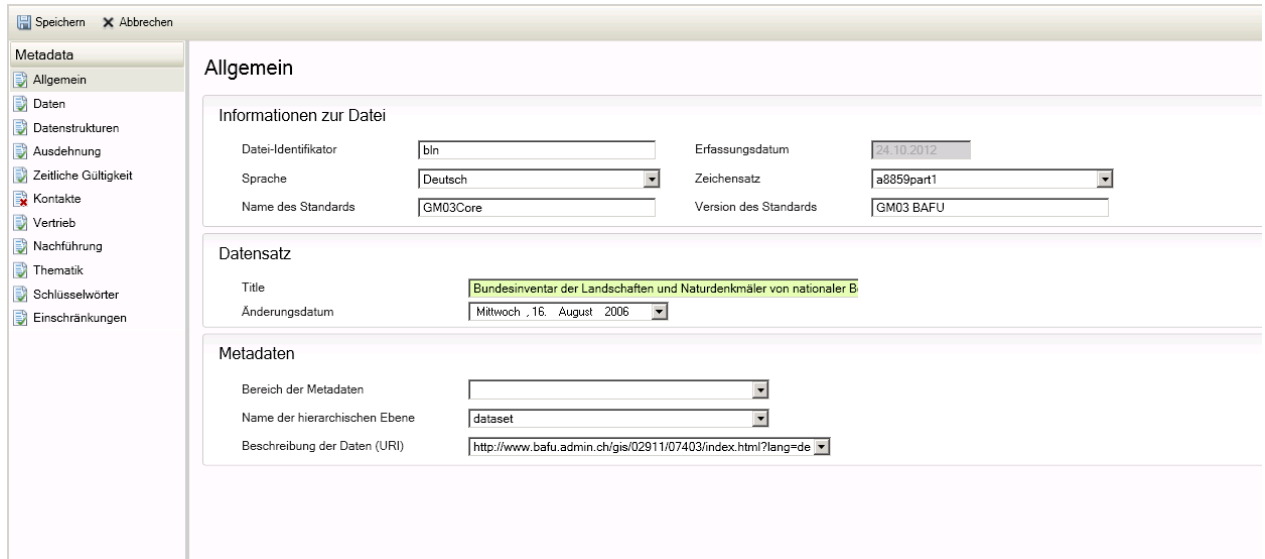 Speichern Abbrechen
Metadata
Allgemein
Daten
Datenstrukturen
Ausdehnung
Zeitliche Gültigkeit
Kontakte
Vertrieb
Nachführung
Thematik
Schlüsselwörter
Einschränkungen
Allgemein
Informationen zur Datei
Datei-Identifikator bln Erfassungsdatum 24.10.2012
Sprache Deutsch Zeichensatz a8859part1
Name des Standards GM03Core Version des Standards GM03 BAFU
Datensatz
Title Bundesinventar der Landschaften und Naturdenkmäler von nationaler B
Änderungsdatum Mittwoch , 16. August 2006
Metadaten
Bereich der Metadaten
Name der hierarchischen Ebene dataset
Beschreibung der Daten (URI) http://www.bafu.admin.ch/gis/02911/07403/index.html?lang=de